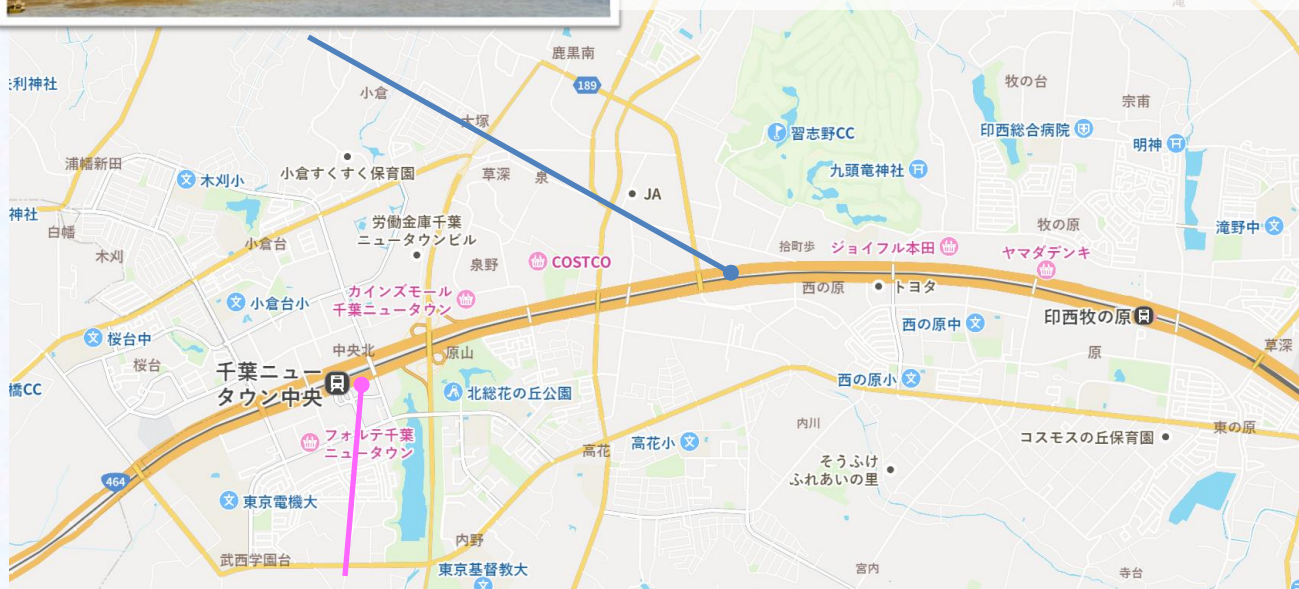 鹿黒南
189
牧の台
宗甫
小倉
大塚
習志野CC
印西総合病院
明神
浦幡新田
木刈小
小倉すくすく保育園
草深
泉
JA
九頭竜神社
神社
白幡
労働金庫千葉
ニュータウンビル
牧の原
滝野中
木刈
小倉台
泉野
COSTCO
拾町歩
ジョイフル本田
ヤマダデンキ
カインズモール
千葉ニュータウン
西の原
トヨタ
小倉台小
桜台中
桜台
中央北
原山
西の原中
印西牧の原
原
草深
千葉ニュー
タウン中央
橋CC
北総花の丘公園
西の原小
フォルテ千葉
ニュータウン
高花
高花小
内川
コスモスの丘保育園
東の原
そうふけ
ふれあいの里
464
東京電機大
武西学園台
内野
東京基督教大
宮内
寺台